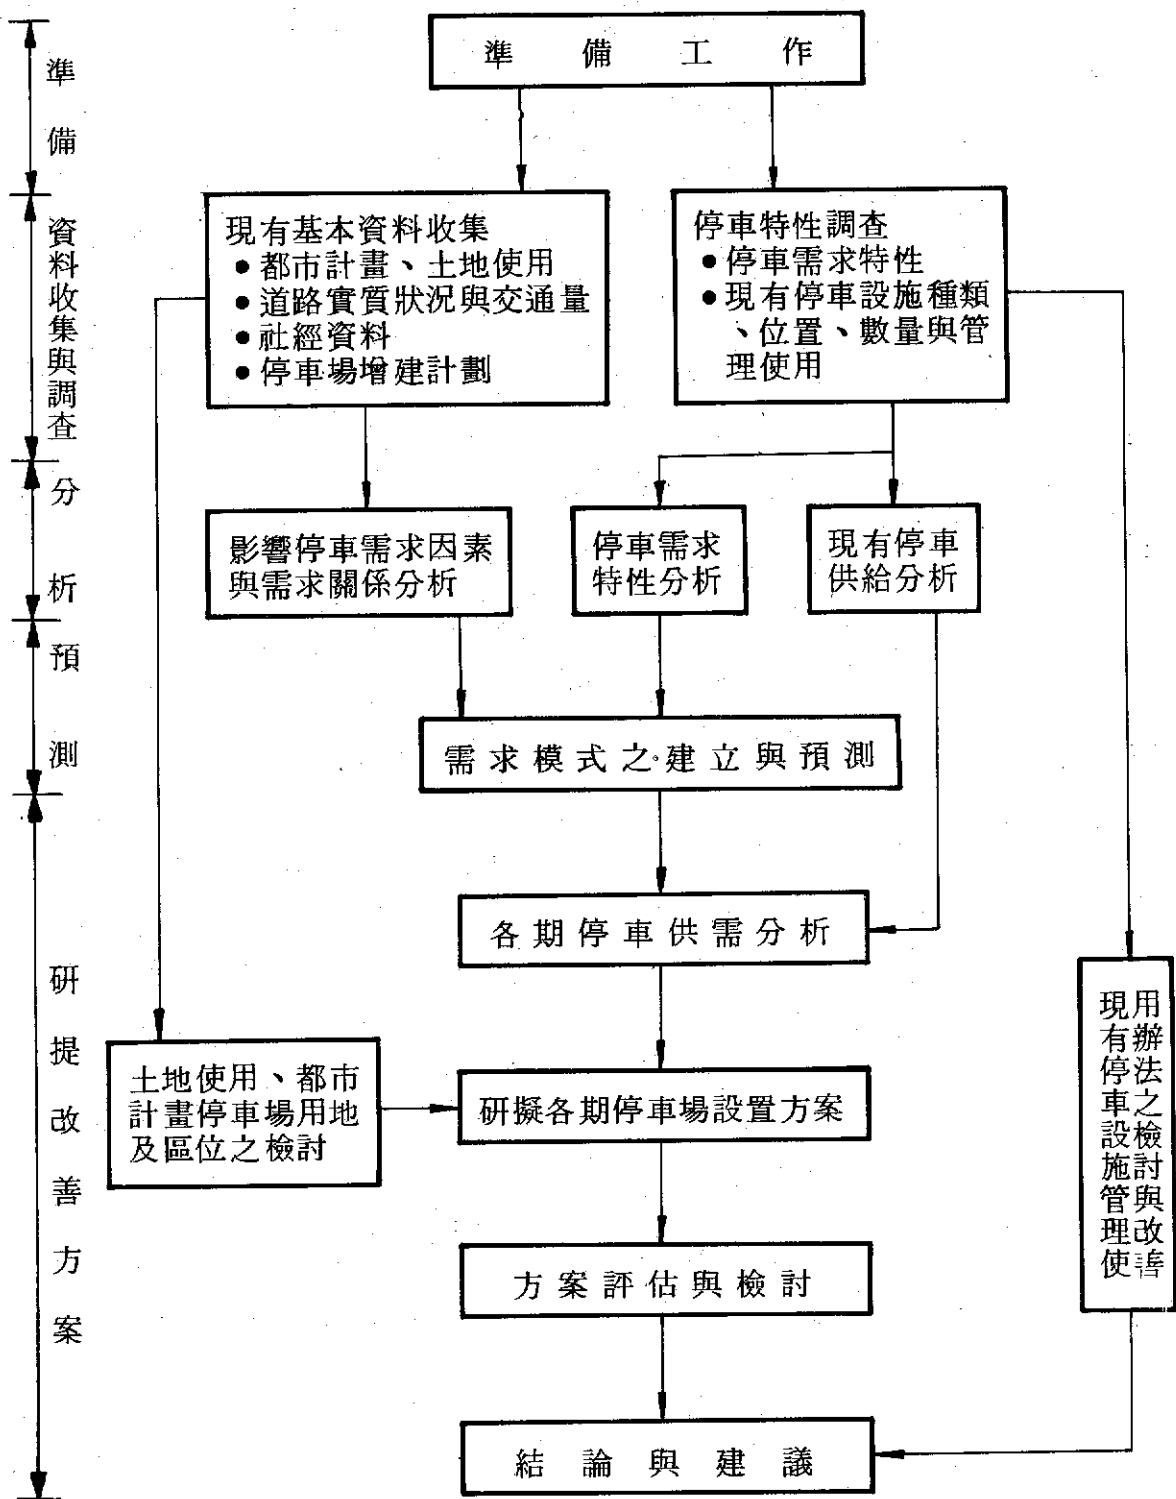 準備工作
準備
資料收集與調查
分析
預測
研提改善方案
現有基本資料收集
●都市計畫、土地使用
●道路實質狀況與交通量
●社經資料
●停車場增建計劃
停車特性調查
●停車需求特性
●現有停車設施種類
、位置、數量與管
理使用
影響停車需求因素
與需求關係分析
停車需求
特性分析
現有停車
供給分析
需求模式之建立與預測
各期停車供需分析
土地使用、都市
計畫停車場用地
及區位之檢討
研擬各期停車場設置方案
現有停車設施管理使
用辦法之檢討與改善
方案評估與檢討
結論與建議